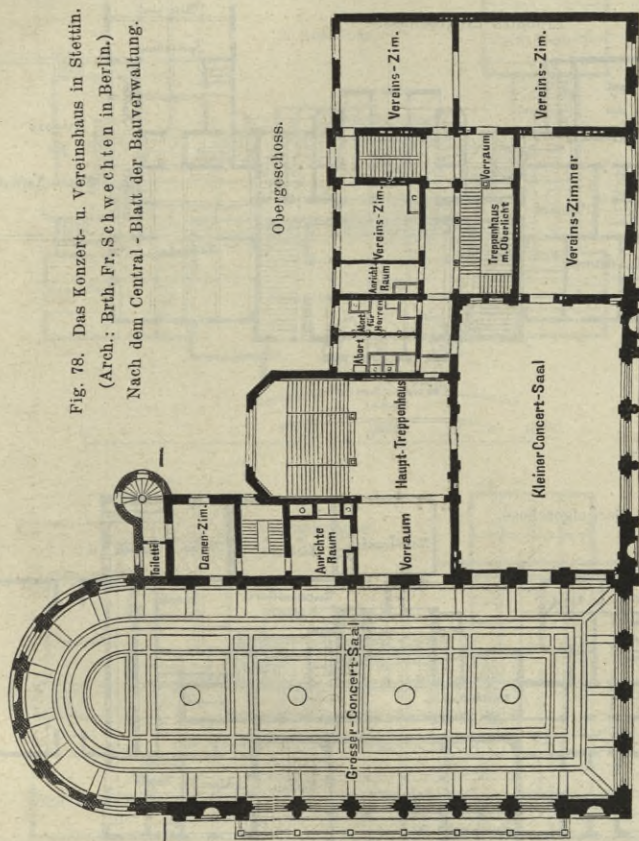 Fig. 78. Das Konzert- u. Vereinshaus in Stettin.
(Arch.: Brth. Fr. Schwechten in Berlin.)
Nach dem Central-Blatt der Bauverwaltung.
Obergeschoss.
Vereins-Zim.
Vereins-Zim.
Vorraum
Vereins-Zim.
Treppenhaus
m. Oberlicht
Vereins-Zimmer
Anricht-
Raum
Abort
für
Herren
Abort
Haupt-Treppenhaus
Kleiner Concert-Saal
Toilette
Damen-Zim.
Anrichte
Raum
Vorraum
Grosser-Concert-Saal